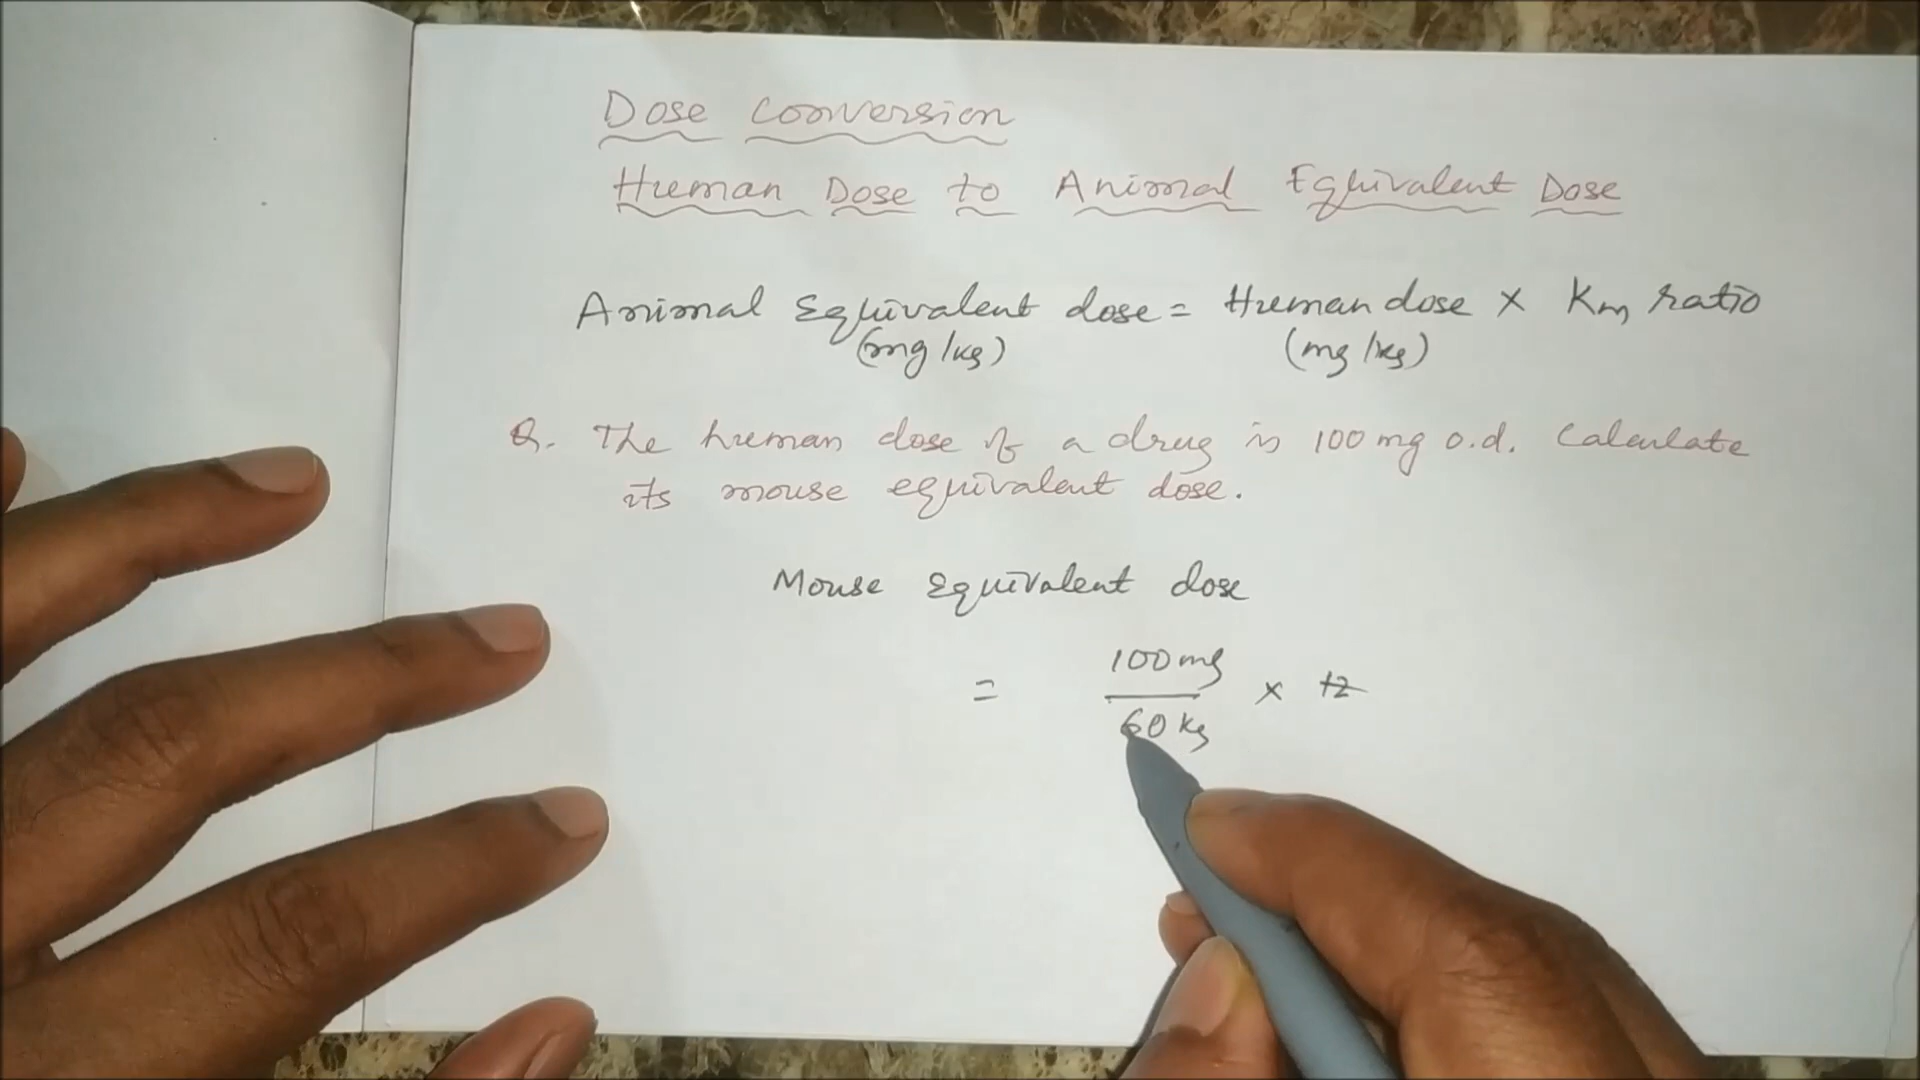 Dose Conversion
Human Dose to Animal Equivalent Dose
Animal Equivalent dose = Human dose × Km ratio
(mg/kg) (mg/kg)
Q. The human dose of a drug is 100 mg o.d. Calculate
its mouse equivalent dose.
Mouse Equivalent dose
= 100 mg / 60 kg × 12